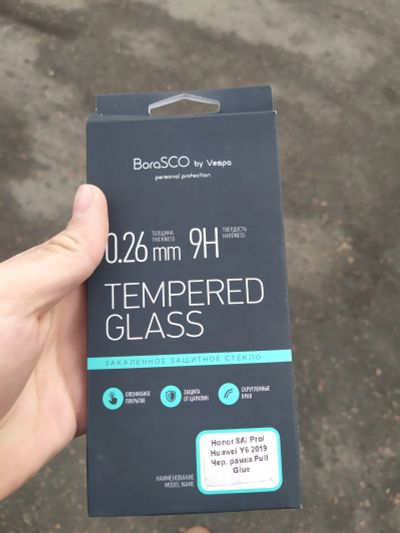 BoraSCO by Vespa
personal protection
0.26 mm ТОЛЩИНА THICKNESS 9H ТВЕРДОСТЬ HARDNESS
TEMPERED
GLASS
ЗАКАЛЕННОЕ ЗАЩИТНОЕ СТЕКЛО
ОЛЕОФОБНОЕ ПОКРЫТИЕ
ЗАЩИТА ОТ ЦАРАПИН
СКРУГЛЕННЫЕ КРАЯ
НАИМЕНОВАНИЕ
MODEL NAME
Honor 8A/ Pro/
Huawei Y6 2019
Чер. рамка Full
Glue